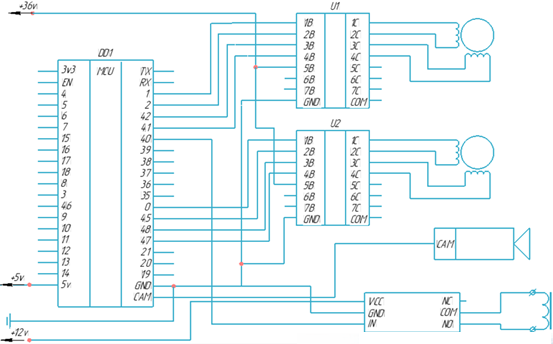 +36v.
DD1
MCU
3v3 TX
EN RX
4 1
5 2
6 42
7 41
15 40
16 39
17 38
18 37
8 36
3 35
46 0
9 45
10 48
11 47
12 21
13 20
14 19
5v GND
CAM
+5v
+12v
U1
1B 1C
2B 2C
3B 3C
4B 4C
5B 5C
6B 6C
7B 7C
GND COM
U2
1B 1C
2B 2C
3B 3C
4B 4C
5B 5C
6B 6C
7B 7C
GND COM
CAM
VCC NC
GND COM
IN NO